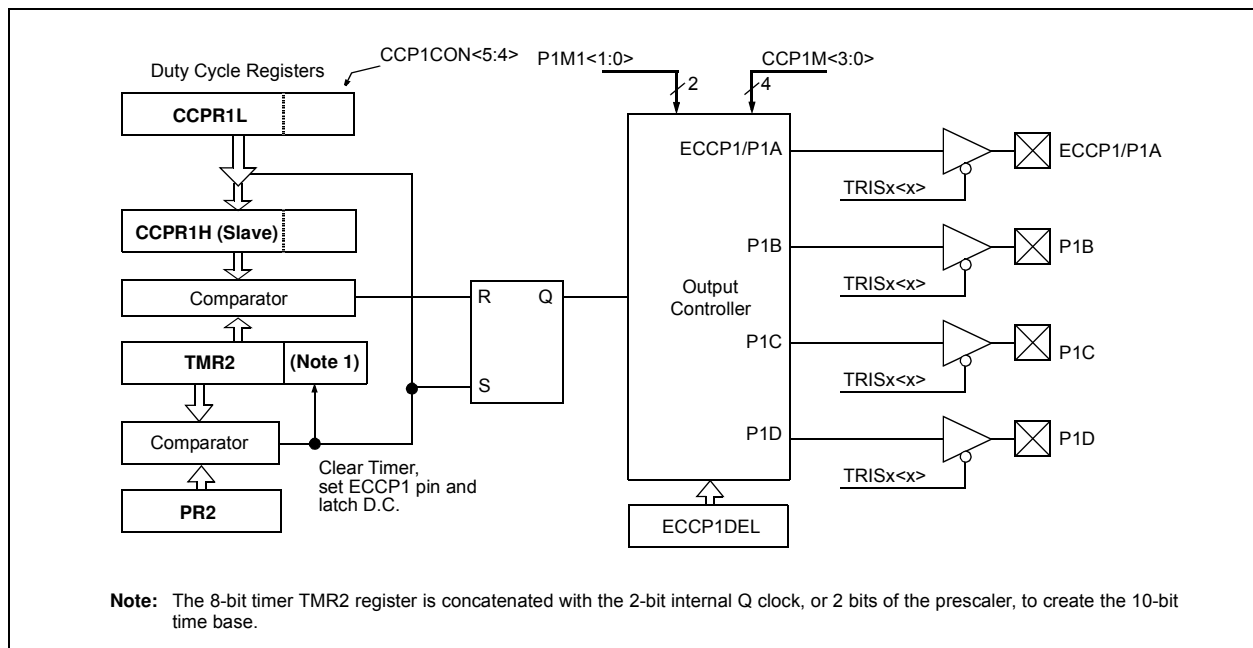 CCP1CON<5:4>
Duty Cycle Registers
CCPR1L
CCPR1H (Slave)
Comparator
TMR2
(Note 1)
Comparator
PR2
Clear Timer,
set ECCP1 pin and
latch D.C.
R
Q
S
P1M1<1:0>
2
CCP1M<3:0>
4
Output
Controller
ECCP1/P1A
P1B
P1C
P1D
ECCP1DEL
TRISx<x>
ECCP1/P1A
TRISx<x>
P1B
TRISx<x>
P1C
TRISx<x>
P1D
Note: The 8-bit timer TMR2 register is concatenated with the 2-bit internal Q clock, or 2 bits of the prescaler, to create the 10-bit
time base.